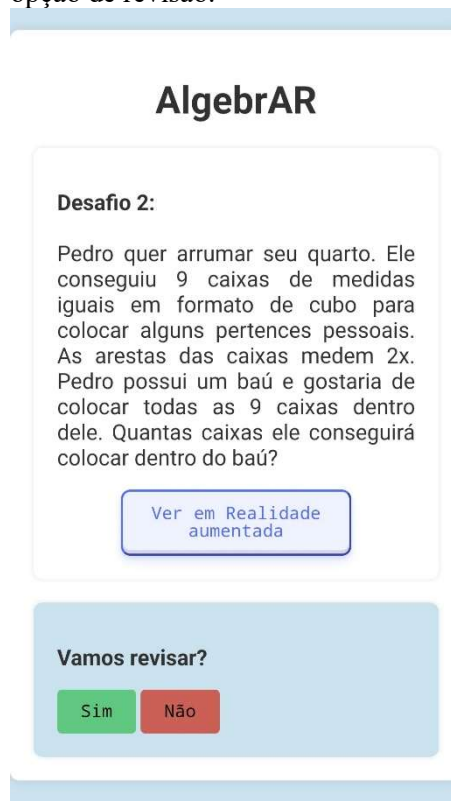 opção de revisão.
AlgebrAR
Desafio 2:
Pedro quer arrumar seu quarto. Ele
conseguiu 9 caixas de medidas
iguais em formato de cubo para
colocar alguns pertences pessoais.
As arestas das caixas medem 2x.
Pedro possui um baú e gostaria de
colocar todas as 9 caixas dentro
dele. Quantas caixas ele conseguirá
colocar dentro do baú?
Ver em Realidade
aumentada
Vamos revisar?
Sim Não